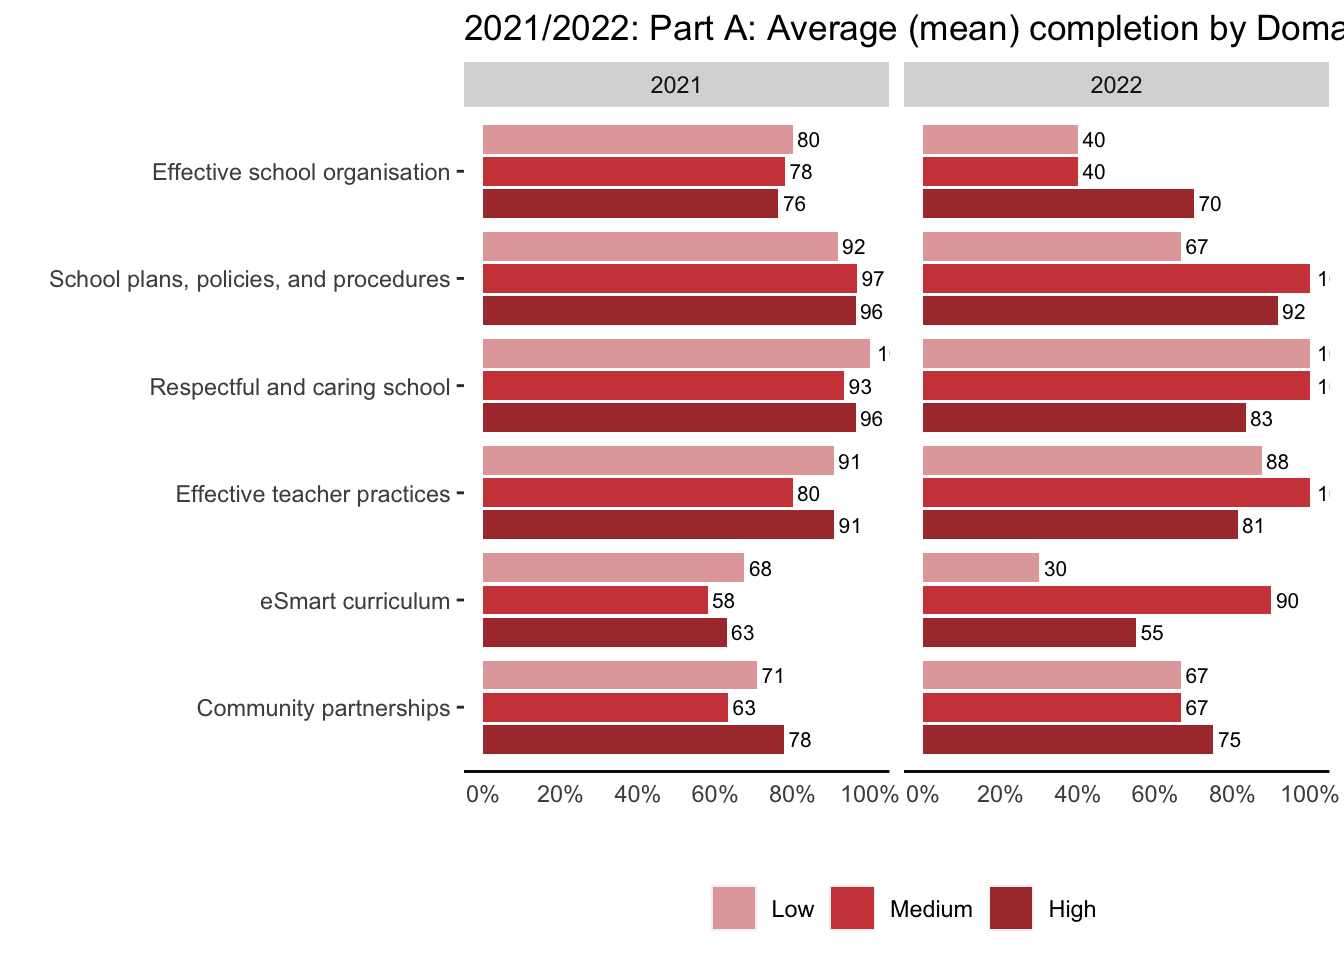 2021/2022: Part A: Average (mean) completion by
2021 2022
80 40
Effective school organisation 78 40
76 70
92 67
School plans, policies, and procedures 97
96 92
Respectful and caring school 93
96 83
91 88
Effective teacher practices 80
91 81
68 30
eSmart curriculum 58 90
63 55
71 67
Community partnerships 63 67
78 75
0% 20% 40% 60% 80% 100% 0% 20% 40% 60% 80% 100%
Low Medium High